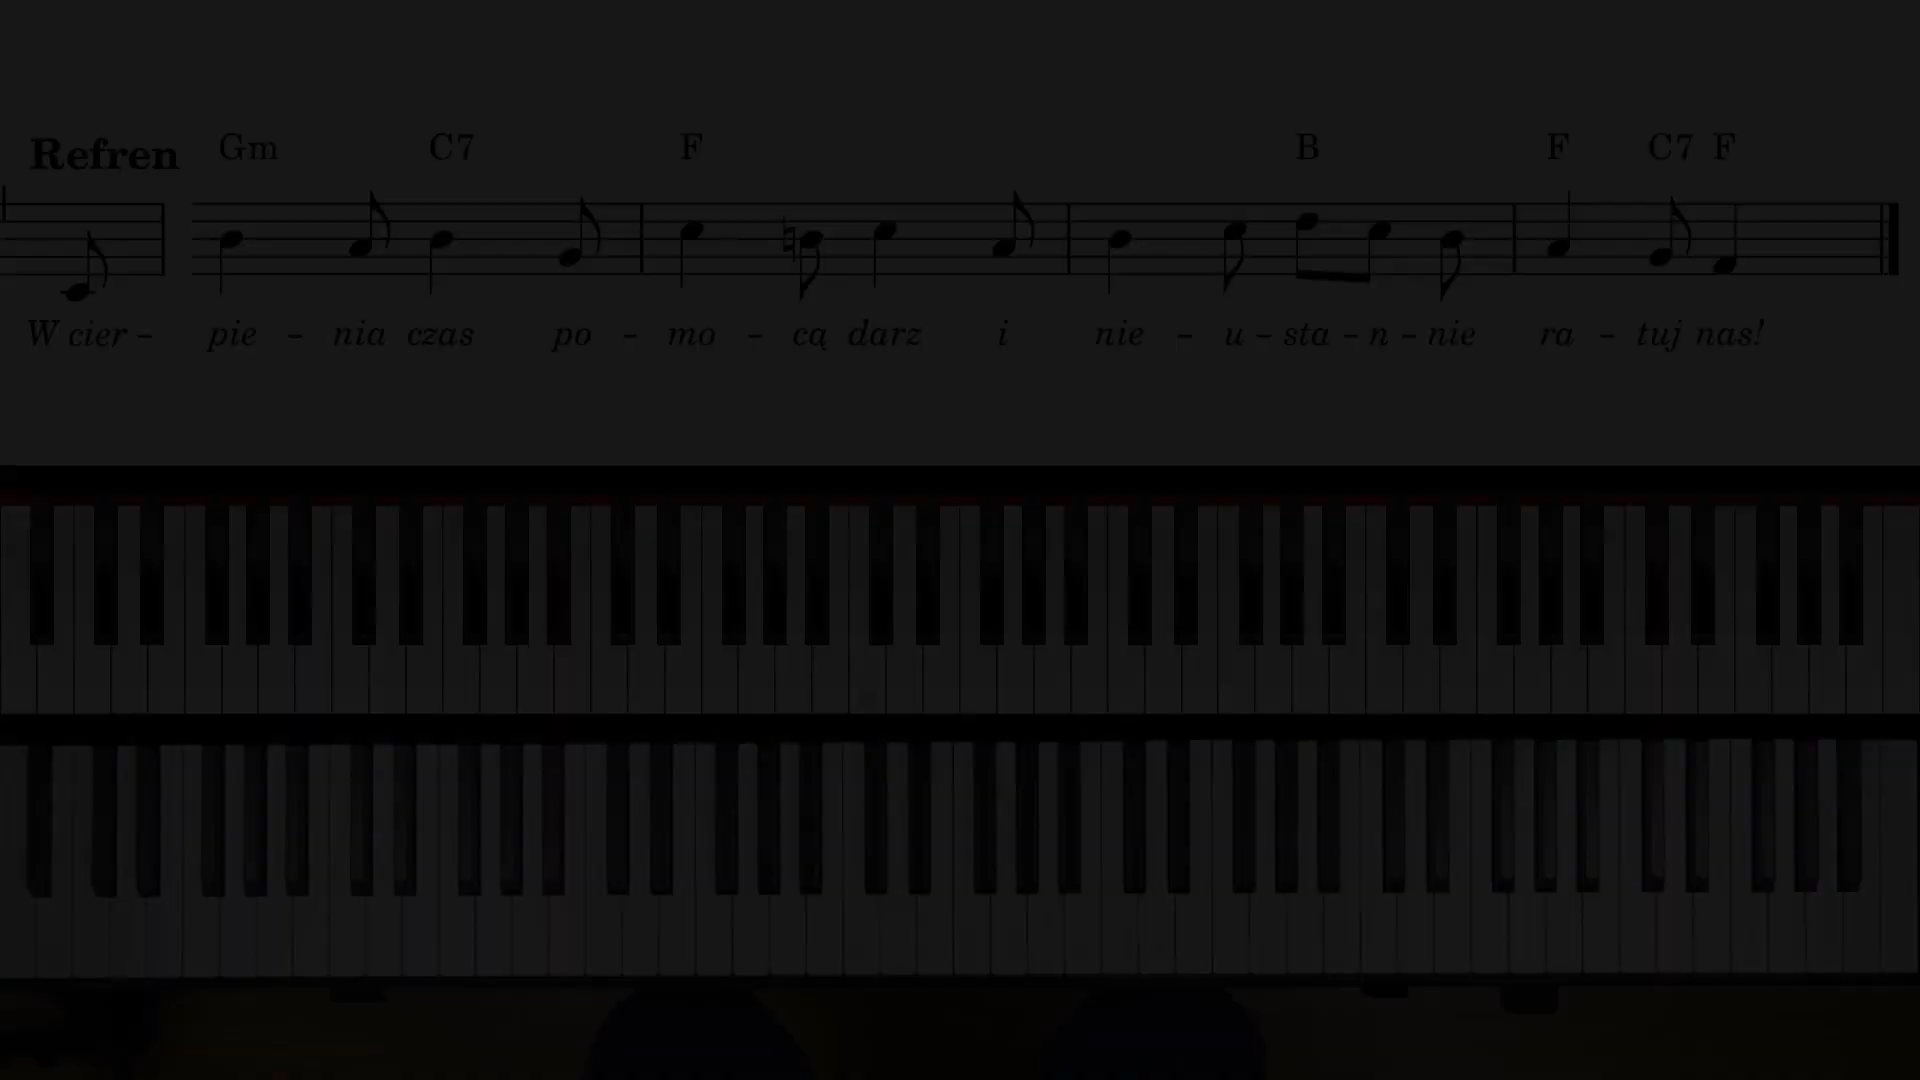 Refren Gm C7 F B F C7 F
W cier – pie – nia czas po – mo – cą darz i nie – u – sta – n – nie ra – tuj nas!